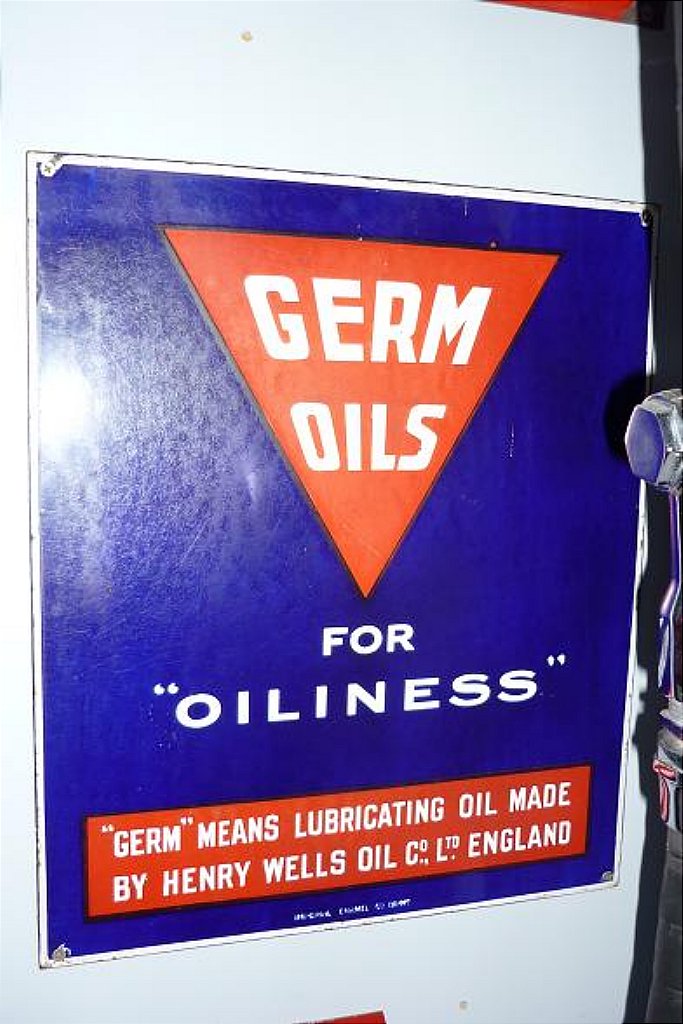 GERM
OILS
FOR
"OILINESS"
"GERM" MEANS LUBRICATING OIL MADE
BY HENRY WELLS OIL CO., LTD. ENGLAND